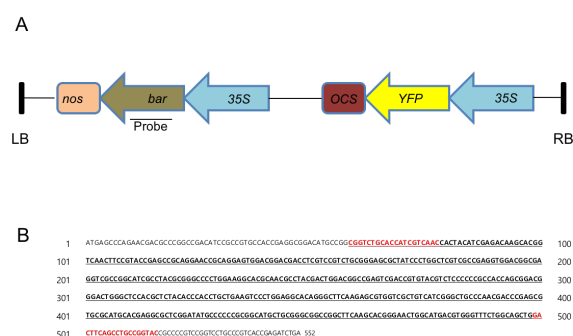 A
nos bar 35S OCS YFP 35S
LB Probe RB
B
1 ATGAGCCCAGAACGACGCCCGGCCGACATCCGCCGTGCCACCGAGGCGGACATGCCGGCGGTCTGCACCATCGTCAACCACTACATCGAGACAAGCACGG 100
101 TCAACTTCCGTACCGAGCCGCAGGAACCGCAGGAGTGGACGGACGACCTCGTCCGTCTGCGGGAGCGCTATCCCTGGCTCGTCGCCGAGGTGGACGGCGA 200
201 GGTCGCCGGCATCGCCTACGCGGGCCCCTGGAAGGCACGCAACGCCTACGACTGGACGGCCGAGTCGACCGTGTACGTCTCCCCCCGCCACCAGCGGACG 300
301 GGACTGGGCTCCACGCTCTACACCCACCTGCTGAAGTCCCTGGAGGCACAGGGCTTCAAGAGCGTGGTCGCTGTCATCGGGCTGCCCAACGACCCGAGCG 400
401 TGCGCATGCACGAGGCGCTCGGATATGCCCCCCGCGGCATGCTGCGGGCGGCCGGCTTCAAGCACGGGAACTGGCATGACGTGGGTTTCTGGCAGCTGGA 500
501 CTTCAGCCTGCCGGTACCGCCCCGTCCGGTCCTGCCCGTCACCGAGATCTGA 552